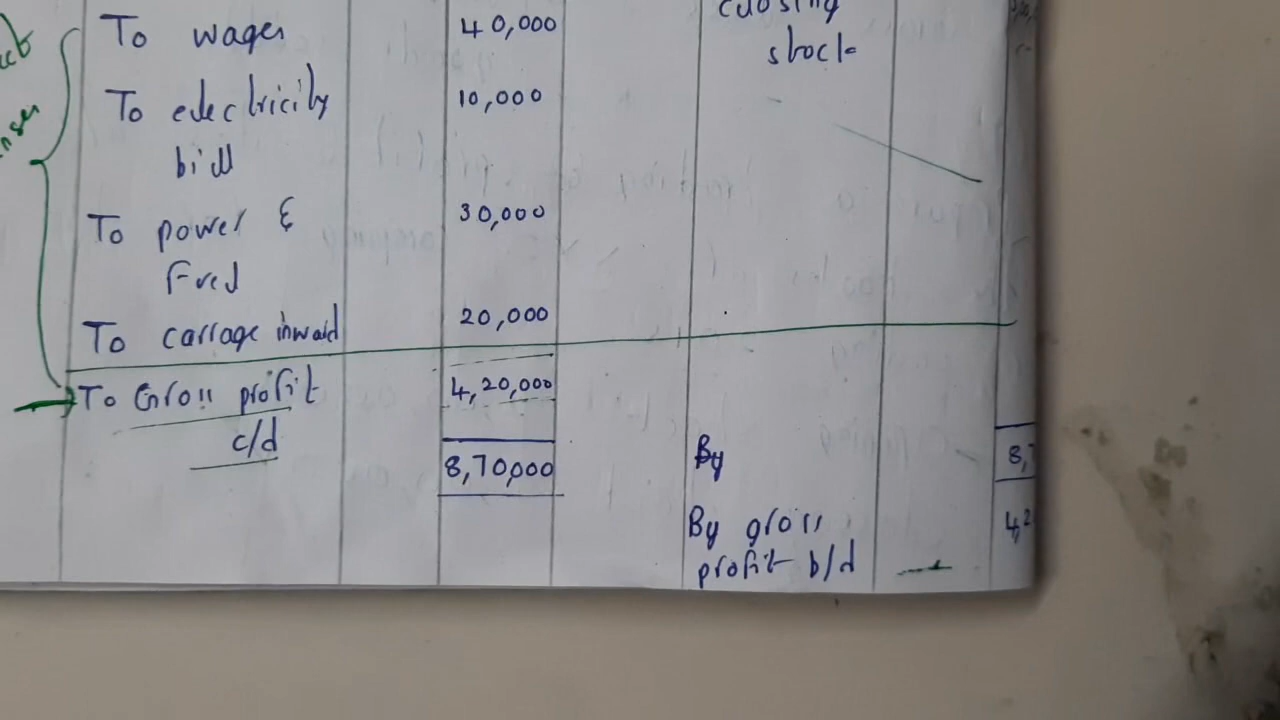 To wages 40,000 closing
stock
To electricity 10,000
bill
To power & 30,000
Fuel
To carrage inward 20,000
To Gross profit 4,20,000
c/d
8,70,000 By
By gross
profit b/d